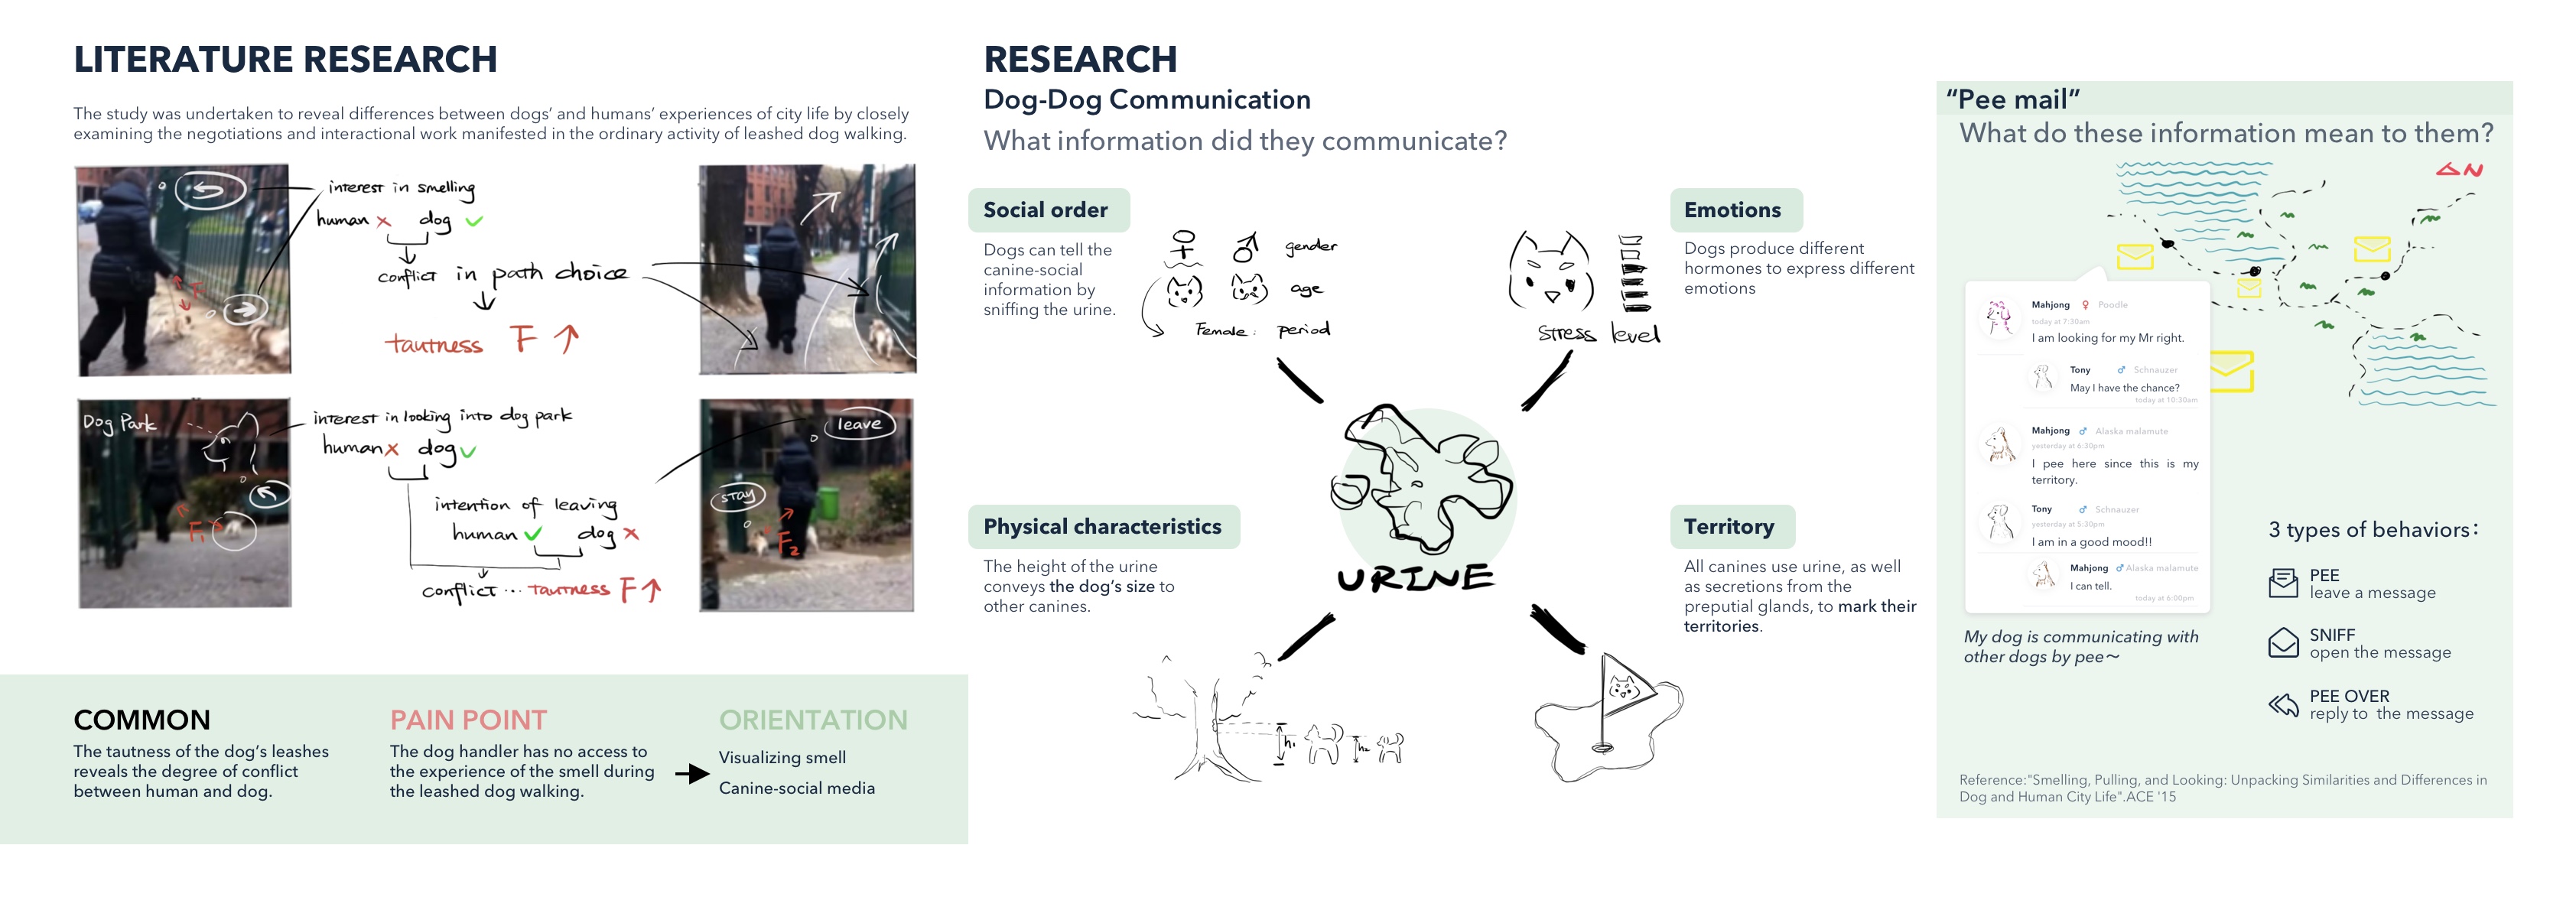 LITERATURE RESEARCH
The study was undertaken to reveal differences between dogs’ and humans’ experiences of city life by closely
examining the negotiations and interactional work manifested in the ordinary activity of leashed dog walking.
interest in smelling
human x dog ✓
conflict in path choice
tautness F ↑
F
Dog Park
interest in looking into dog park
human x dog ✓
leave
stay
intention of leaving
human ✓ dog x
conflict ... tautness F ↑
F1
F2
COMMON
The tautness of the dog’s leashes
reveals the degree of conflict
between human and dog.
PAIN POINT
The dog handler has no access to
the experience of the smell during
the leashed dog walking.
ORIENTATION
Visualizing smell
Canine-social media
RESEARCH
Dog-Dog Communication
What information did they communicate?
Social order
Dogs can tell the
canine-social
information by
sniffing the urine.
♀ ♂ gender
age
Female: period
Emotions
Dogs produce different
hormones to express different
emotions
stress level
URINE
Physical characteristics
The height of the urine
conveys the dog’s size to
other canines.
h1
h2
Territory
All canines use urine, as well
as secretions from the
preputial glands, to mark their
territories.
“Pee mail”
What do these information mean to them?
N
Mahjong ♀ Poodle
today at 7:30am
I am looking for my Mr right.
Tony ♂ Schnauzer
May I have the chance?
today at 10:30am
Mahjong ♂ Alaska malamute
yesterday at 6:30pm
I pee here since this is my
territory.
Tony ♂ Schnauzer
yesterday at 5:30pm
I am in a good mood!!
Mahjong ♂ Alaska malamute
I can tell.
today at 6:00pm
My dog is communicating with
other dogs by pee～
3 types of behaviors：
PEE
leave a message
SNIFF
open the message
PEE OVER
reply to the message
Reference:"Smelling, Pulling, and Looking: Unpacking Similarities and Differences in
Dog and Human City Life".ACE '15